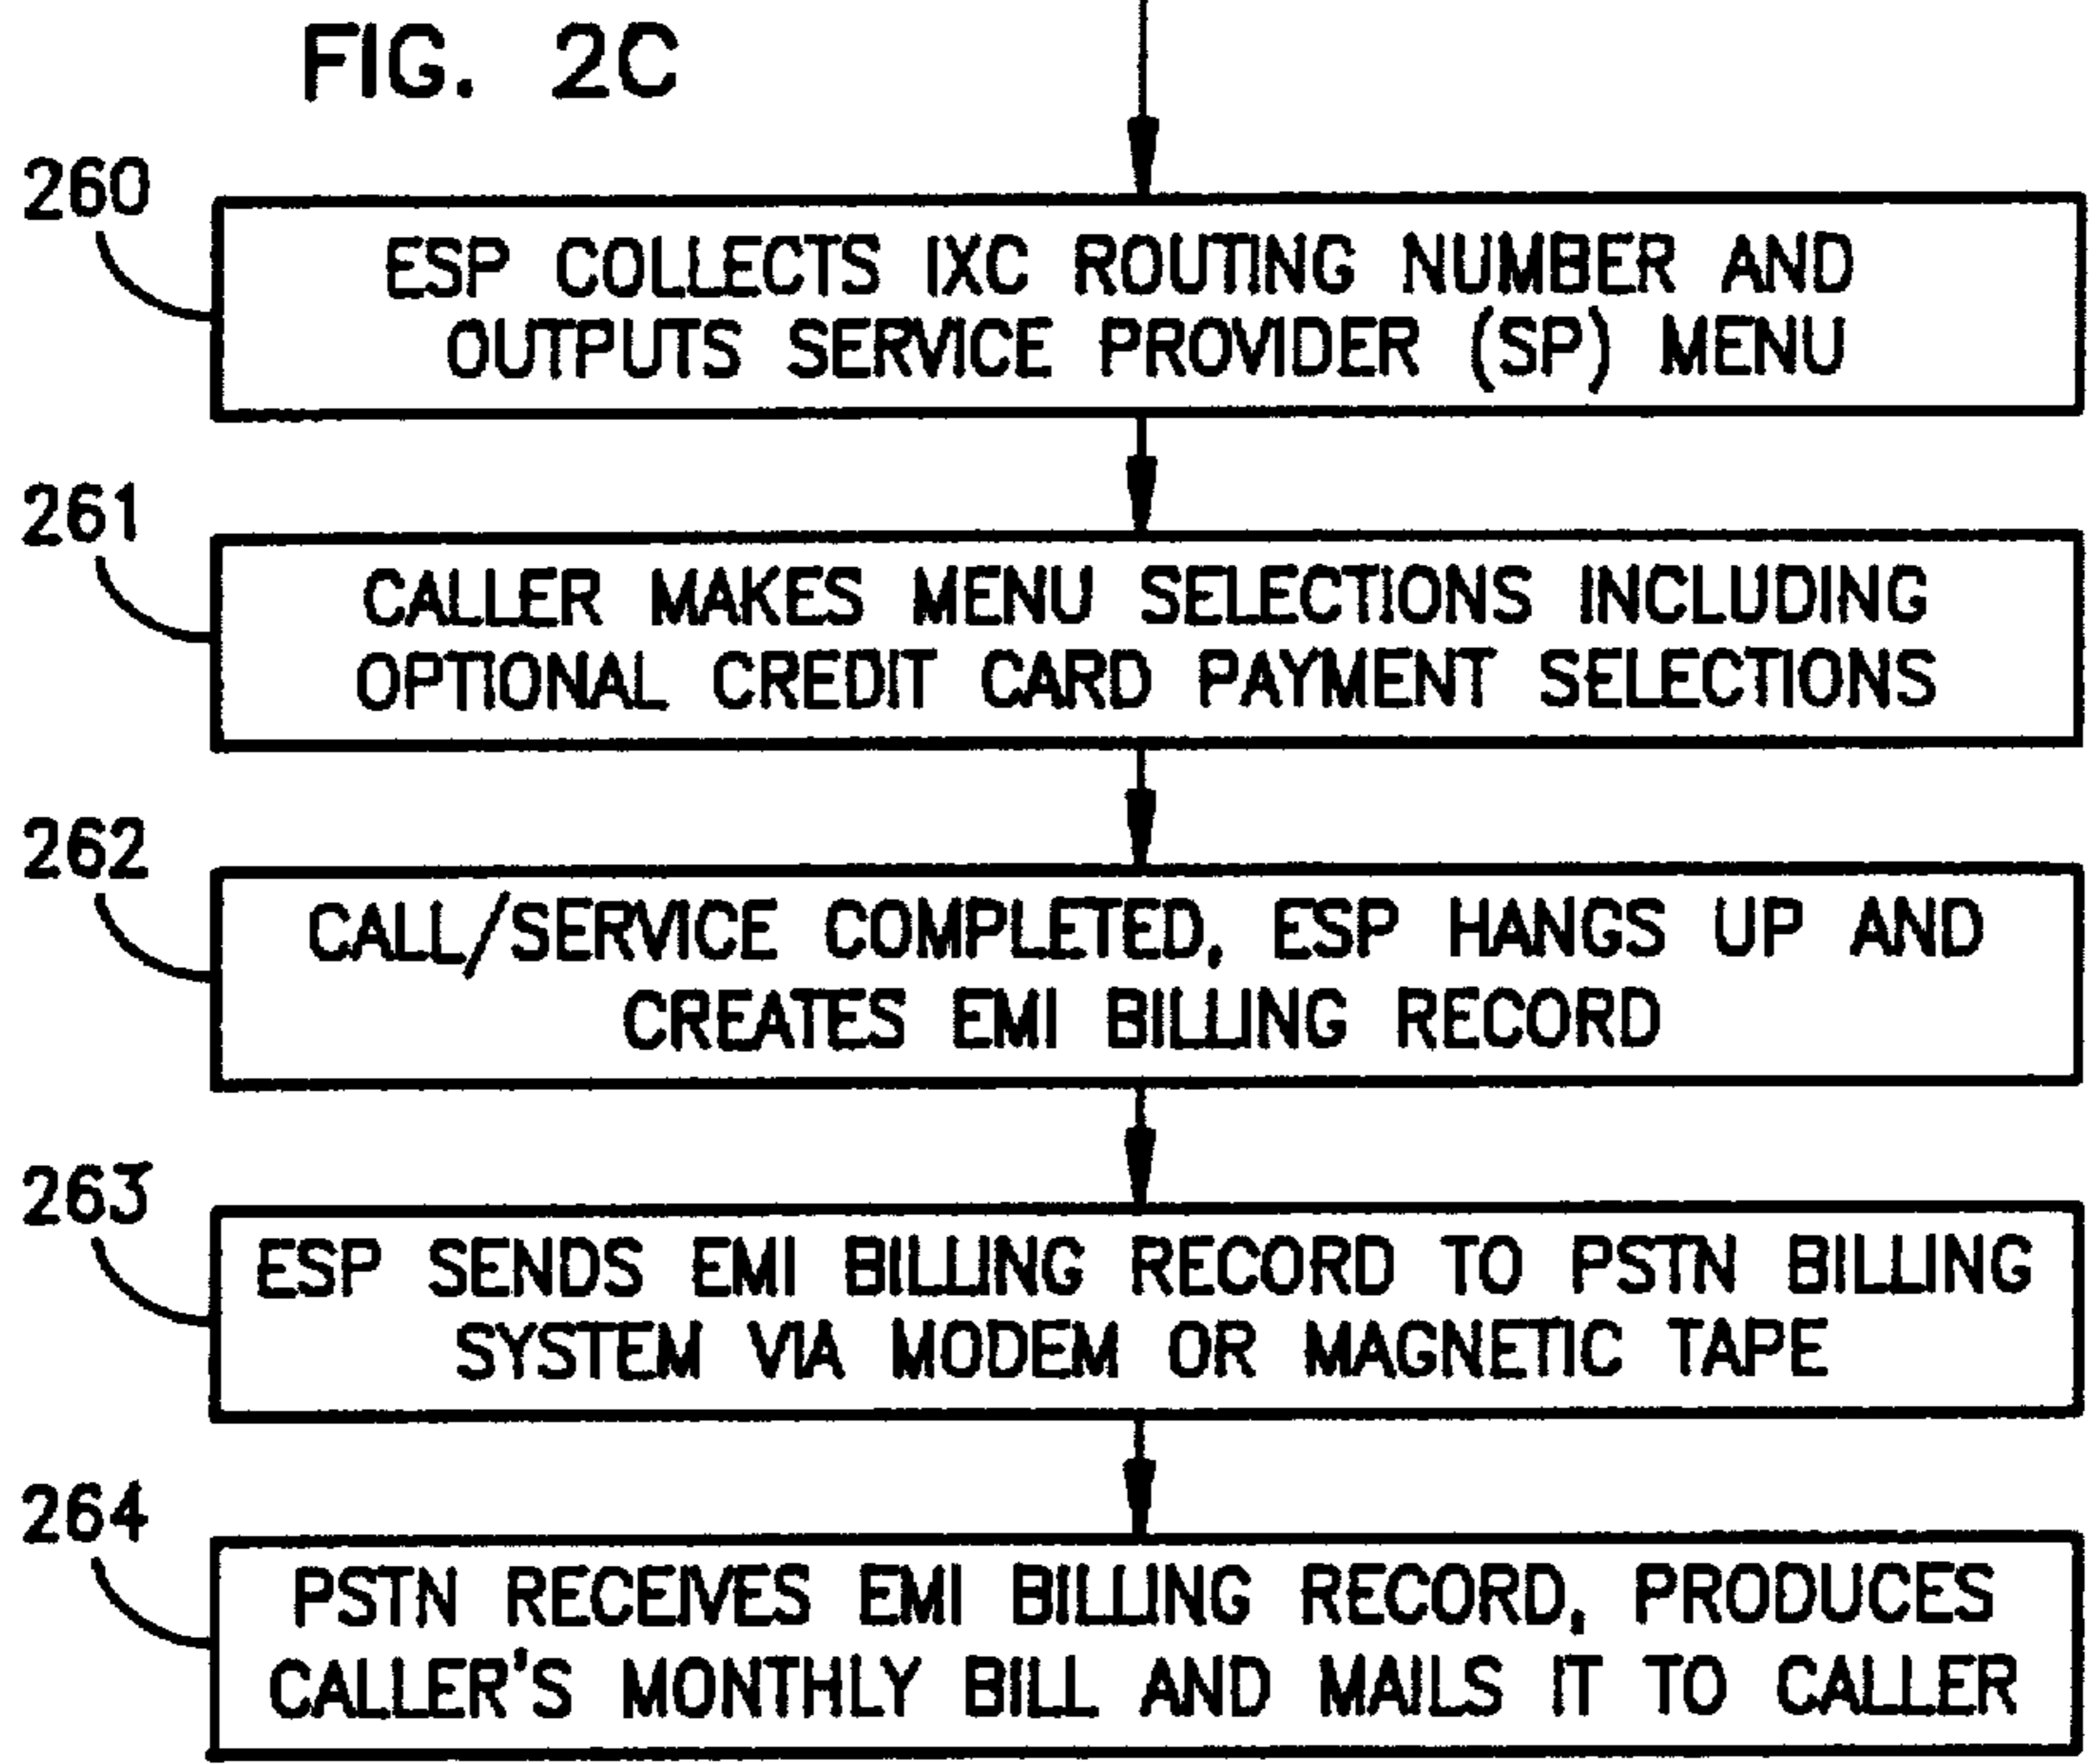 FIG. 2C
260
ESP COLLECTS IXC ROUTING NUMBER AND
OUTPUTS SERVICE PROVIDER (SP) MENU
261
CALLER MAKES MENU SELECTIONS INCLUDING
OPTIONAL CREDIT CARD PAYMENT SELECTIONS
262
CALL/SERVICE COMPLETED, ESP HANGS UP AND
CREATES EMI BILLING RECORD
263
ESP SENDS EMI BILLING RECORD TO PSTN BILLING
SYSTEM VIA MODEM OR MAGNETIC TAPE
264
PSTN RECEIVES EMI BILLING RECORD, PRODUCES
CALLER'S MONTHLY BILL AND MAILS IT TO CALLER